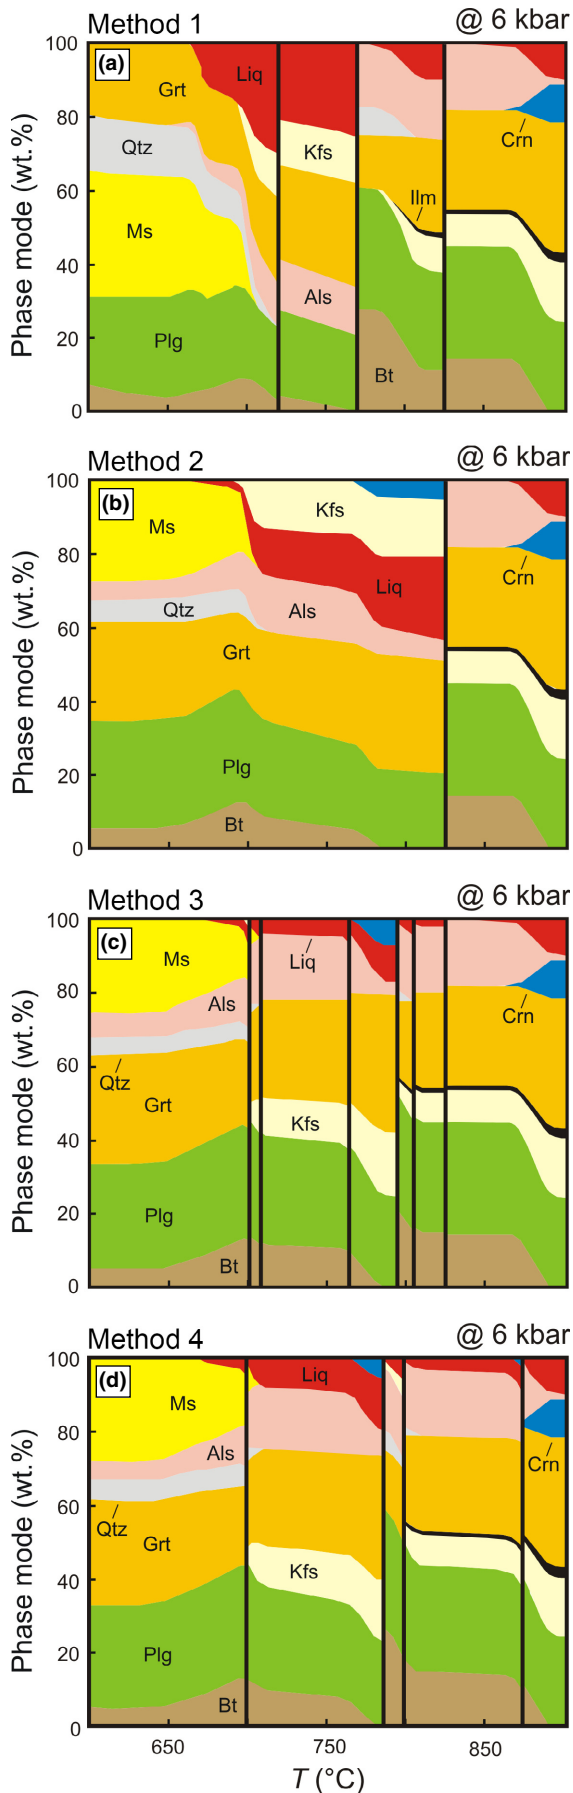 Method 1 @ 6 kbar
Phase mode (wt.%)
100
80
60
40
20
0
(a)
Grt
Liq
Qtz
Kfs
Crn
Ms
Ilm
Als
Plg
Bt
Method 2 @ 6 kbar
Phase mode (wt.%)
100
80
60
40
20
0
(b)
Ms
Kfs
Crn
Liq
Qtz
Als
Grt
Plg
Bt
Method 3 @ 6 kbar
Phase mode (wt.%)
100
80
60
40
20
0
(c)
Ms
Liq
Als
Crn
Qtz
Grt
Kfs
Plg
Bt
Method 4 @ 6 kbar
Phase mode (wt.%)
100
80
60
40
20
0
(d)
Liq
Ms
Als
Crn
Qtz
Grt
Kfs
Plg
Bt
650 750 850
T (°C)